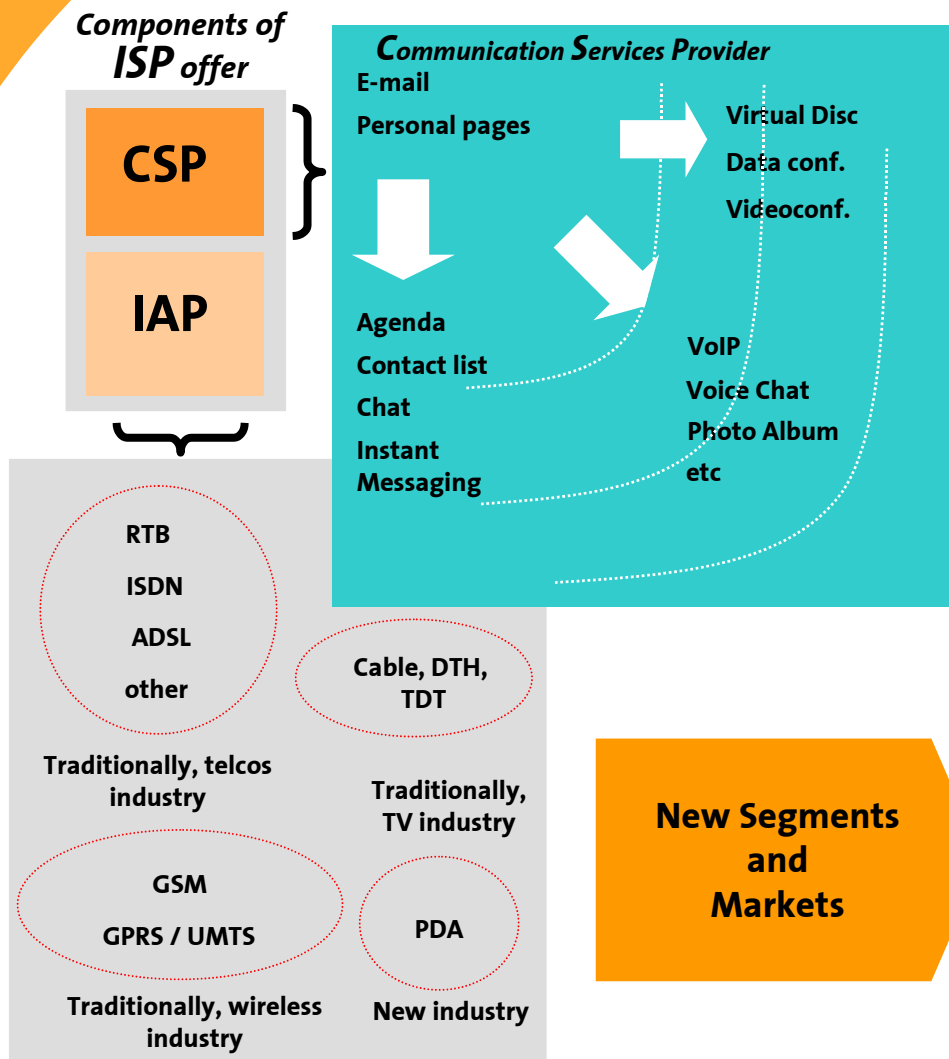 Components of
ISP offer
CSP
IAP
Communication Services Provider
E-mail
Personal pages
Virtual Disc
Data conf.
Videoconf.
Agenda
Contact list
Chat
Instant
Messaging
VoIP
Voice Chat
Photo Album
etc
RTB
ISDN
ADSL
other
Traditionally, telcos
industry
Cable, DTH,
TDT
Traditionally,
TV industry
GSM
GPRS / UMTS
Traditionally, wireless
industry
PDA
New industry
New Segments
and
Markets